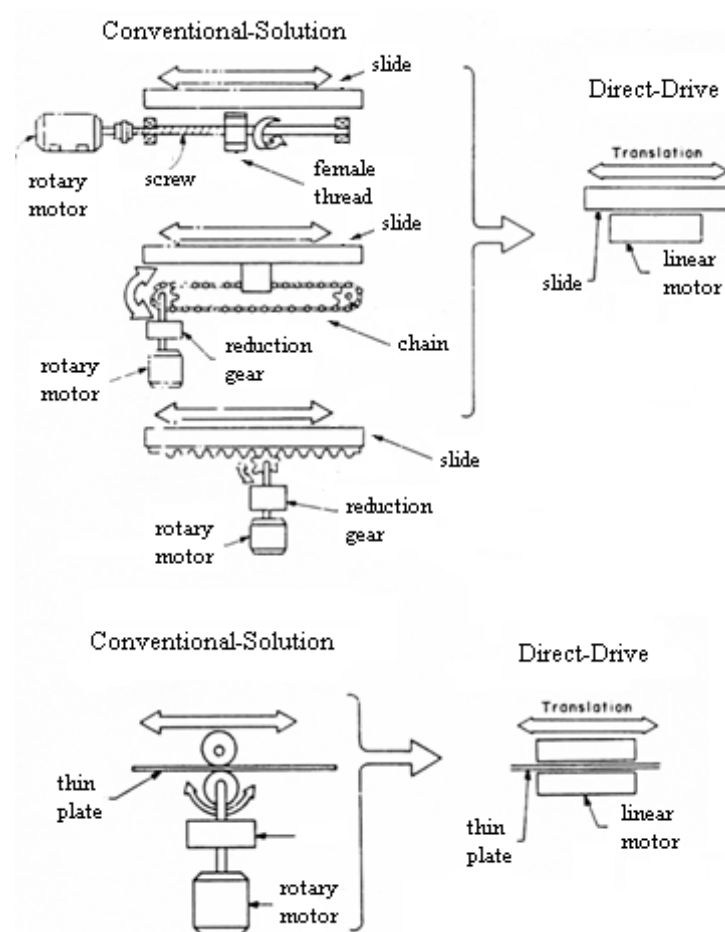 Conventional-Solution
slide
Direct-Drive
Translation
rotary
motor
screw
female
thread
slide
linear
motor
slide
rotary
motor
reduction
gear
chain
slide
rotary
motor
reduction
gear
Conventional-Solution
Direct-Drive
Translation
thin
plate
thin
plate
linear
motor
rotary
motor